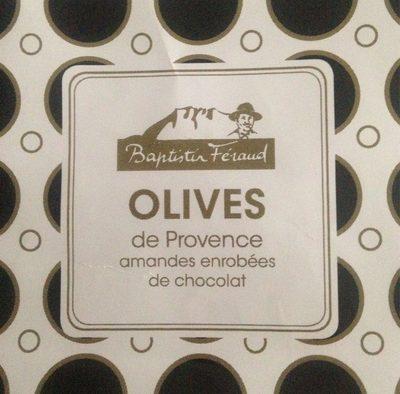 Baptistin Féraud
OLIVES
de Provence
amandes enrobées
de chocolat